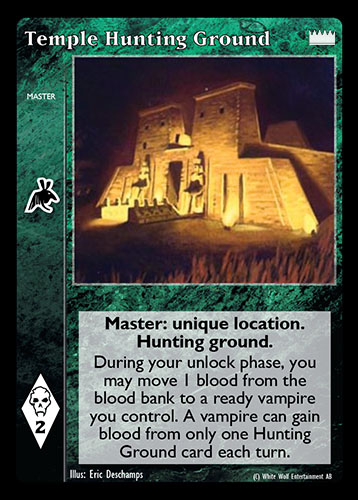 Temple Hunting Ground
MASTER
Master: unique location.
Hunting ground.
During your unlock phase, you
may move 1 blood from the
blood bank to a ready vampire
you control. A vampire can gain
blood from only one Hunting
Ground card each turn.
2
Illus: Eric Deschamps
(C) White Wolf Entertainment AB